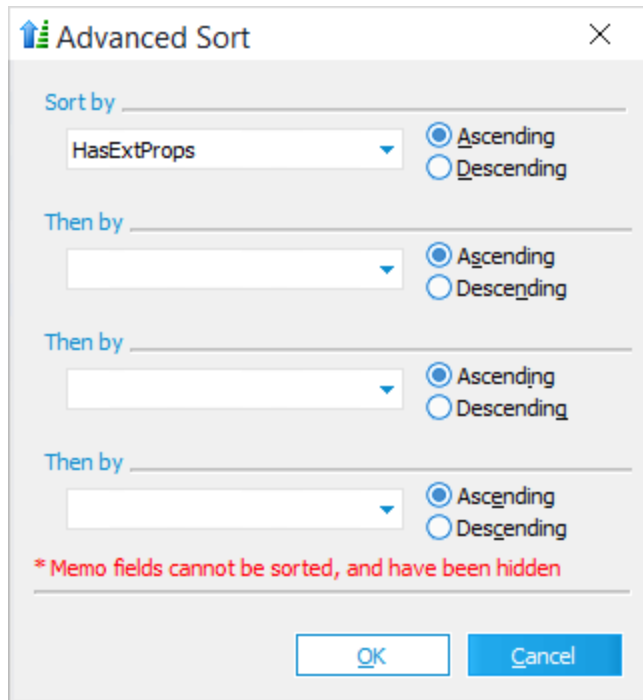 Advanced Sort
Sort by
HasExtProps
Ascending
Descending
Then by
Ascending
Descending
Then by
Ascending
Descending
Then by
Ascending
Descending
* Memo fields cannot be sorted, and have been hidden
OK
Cancel